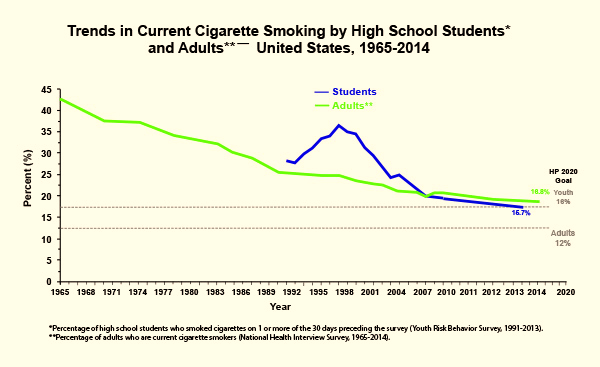 Trends in Current Cigarette Smoking by High School Students*
and Adults**— United States, 1965-2014
Students
Adults**
45
40
35
30
25
20
15
10
5
0
Percent (%)
HP 2020
Goal
16.8%
Youth
16%
16.7%
Adults
12%
1965 1968 1971 1974 1977 1980 1983 1986 1989 1992 1995 1998 2001 2004 2007 2010 2012 2013 2014 2020
Year
*Percentage of high school students who smoked cigarettes on 1 or more of the 30 days preceding the survey (Youth Risk Behavior Survey, 1991-2013).
**Percentage of adults who are current cigarette smokers (National Health Interview Survey, 1965-2014).